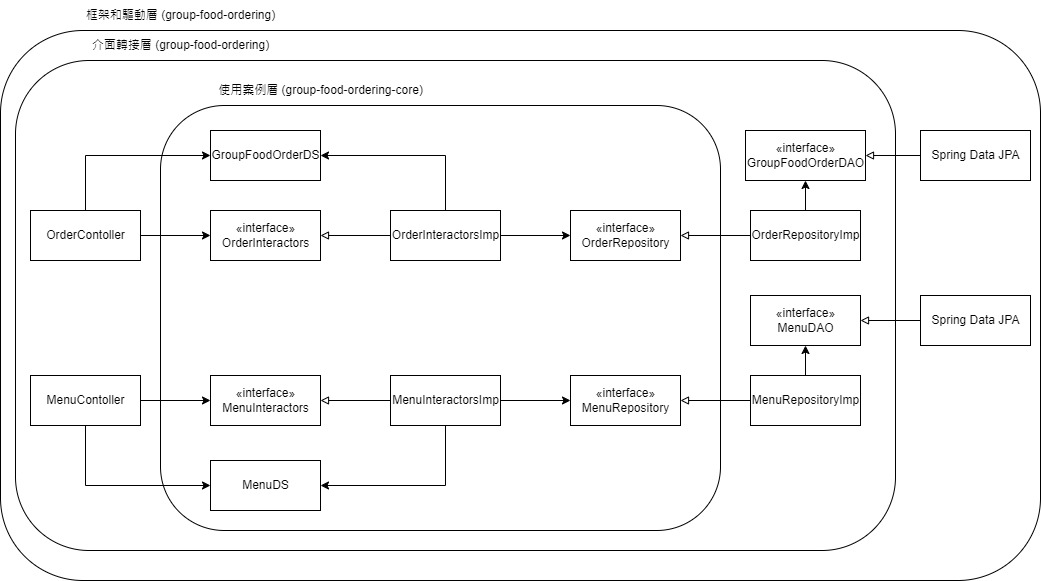 框架和驅動層 (group-food-ordering)
介面轉接層 (group-food-ordering)
使用案例層 (group-food-ordering-core)
GroupFoodOrderDS
«interface»
GroupFoodOrderDAO
Spring Data JPA
OrderContoller
«interface»
OrderInteractors
OrderInteractorsImp
«interface»
OrderRepository
OrderRepositoryImp
«interface»
MenuDAO
Spring Data JPA
MenuContoller
«interface»
MenuInteractors
MenuInteractorsImp
«interface»
MenuRepository
MenuRepositoryImp
MenuDS